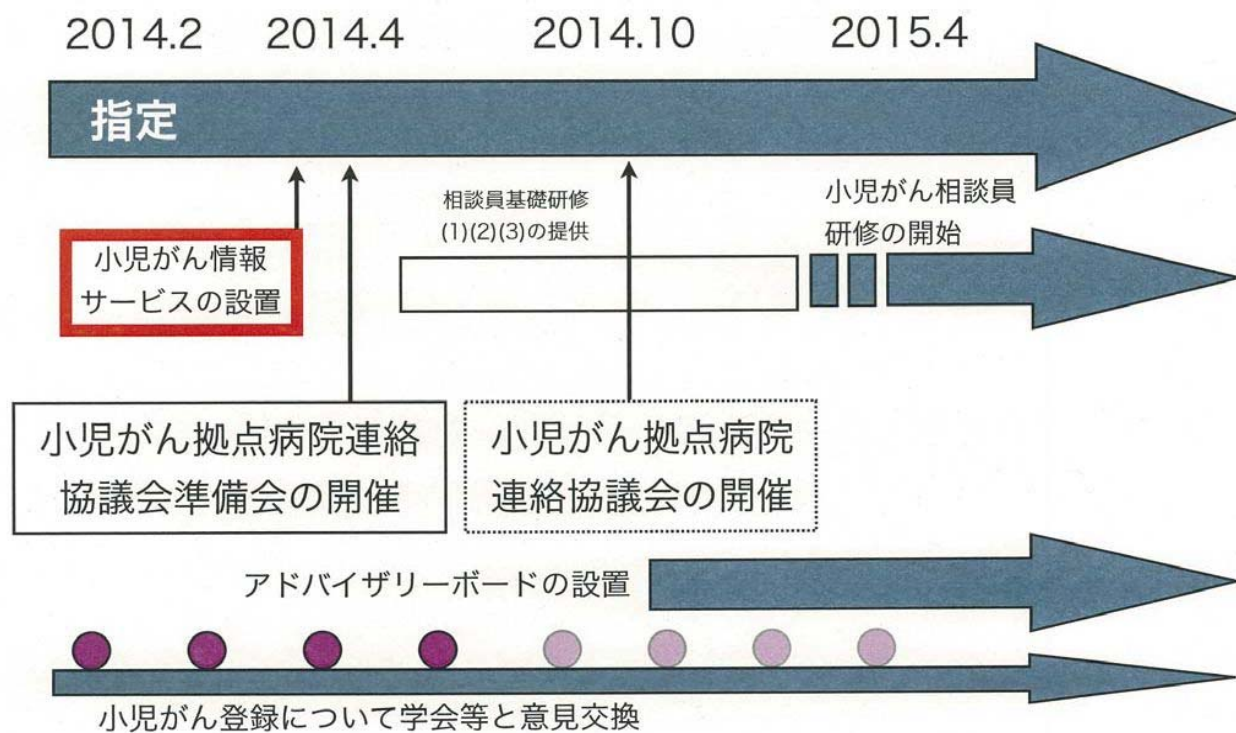 2014.2 2014.4 2014.10 2015.4
指定
相談員基礎研修
(1)(2)(3)の提供
小児がん相談員
研修の開始
小児がん情報
サービスの設置
小児がん拠点病院連絡
協議会準備会の開催
小児がん拠点病院
連絡協議会の開催
アドバイザリーボードの設置
小児がん登録について学会等と意見交換